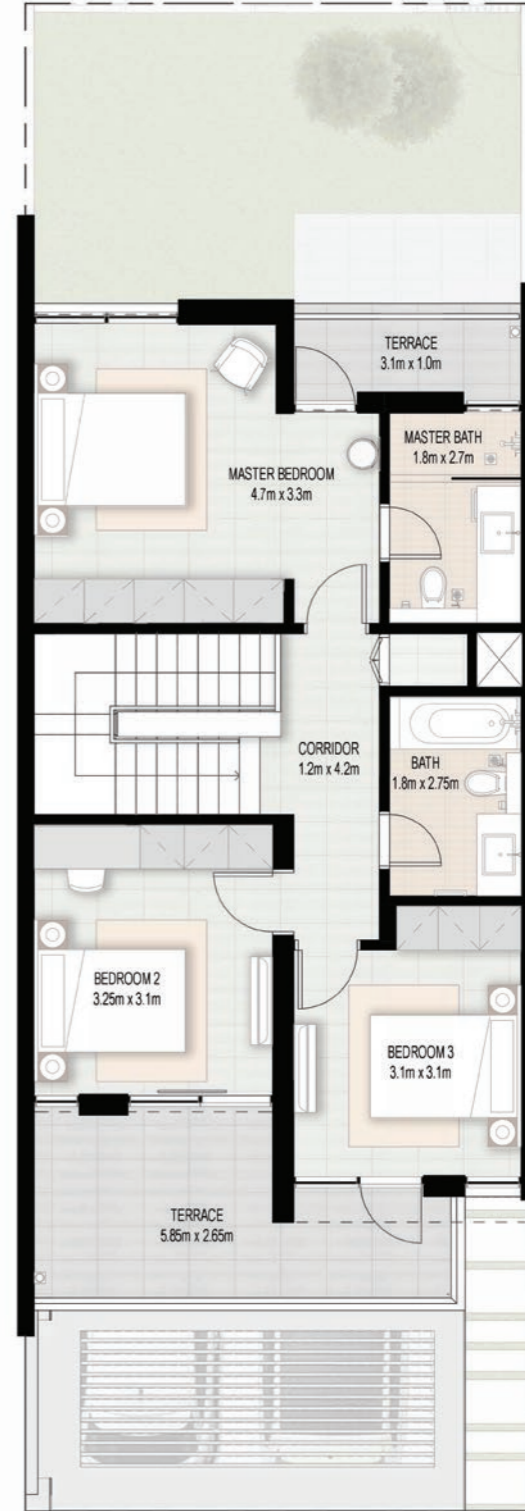 TERRACE
3.1m x 1.0m
MASTER BATH
1.8m x 2.7m
MASTER BEDROOM
4.7m x 3.3m
CORRIDOR
1.2m x 4.2m
BATH
1.8m x 2.75m
BEDROOM 2
3.25m x 3.1m
BEDROOM 3
3.1m x 3.1m
TERRACE
5.85m x 2.65m